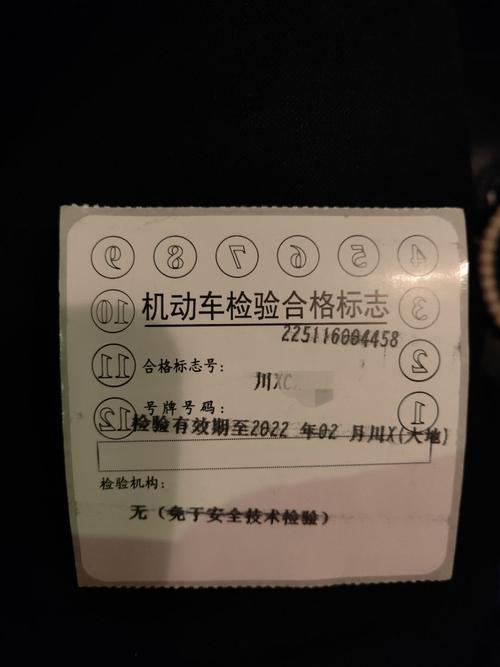 9 8 7 6 5 4
10 机动车检验合格标志 3
225116004458
11 合格标志号: 2
川XC
12 号牌号码: 1
检验有效期至2022 年02 月川X(大地)
检验机构:
无(免于安全技术检验)